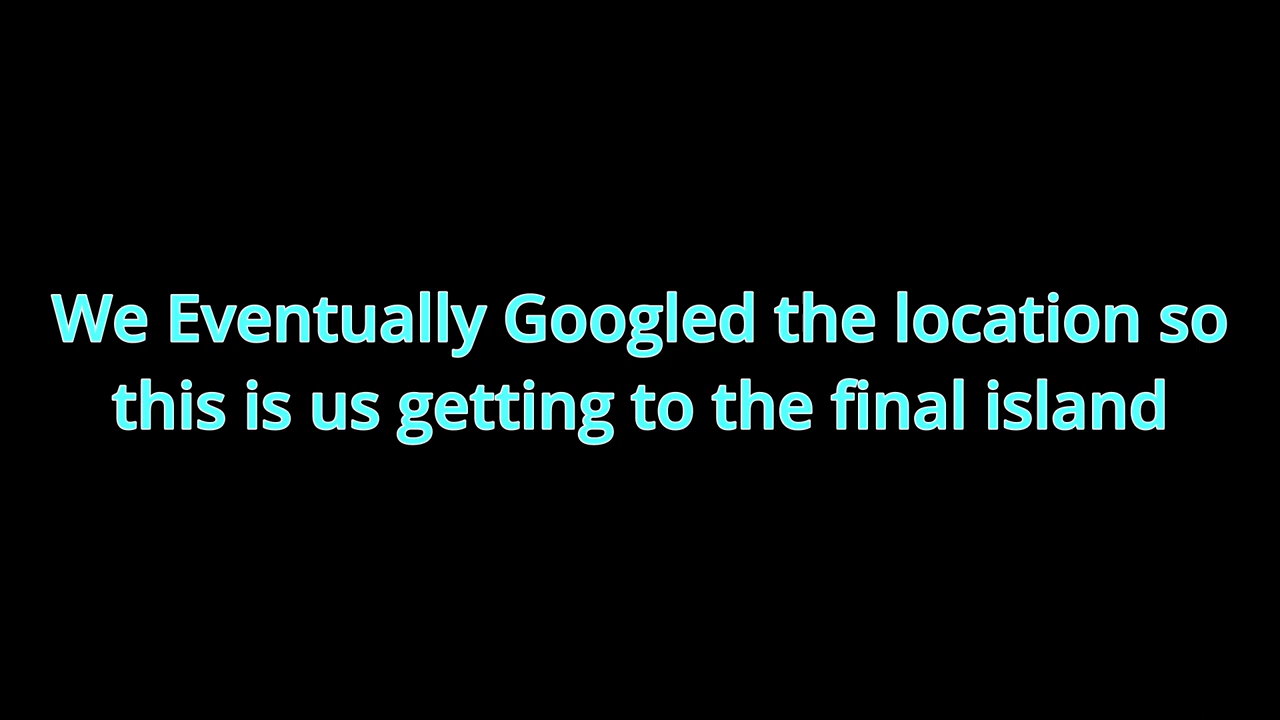 We Eventually Googled the location so
this is us getting to the final island